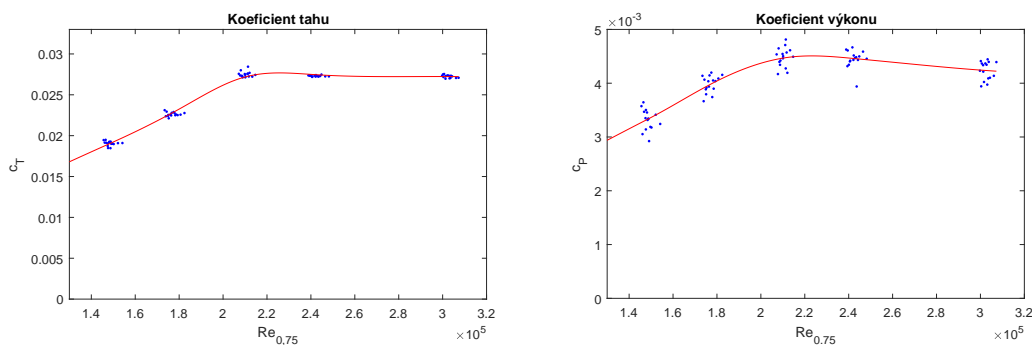 Koeficient tahu
0.03
0.025
0.02
0.015
0.01
0.005
0
c_T
1.4 1.6 1.8 2 2.2 2.4 2.6 2.8 3 3.2
Re_0,75
×10^5
Koeficient výkonu
×10^-3
5
4
3
2
1
0
c_P
1.4 1.6 1.8 2 2.2 2.4 2.6 2.8 3 3.2
Re_0.75
×10^5